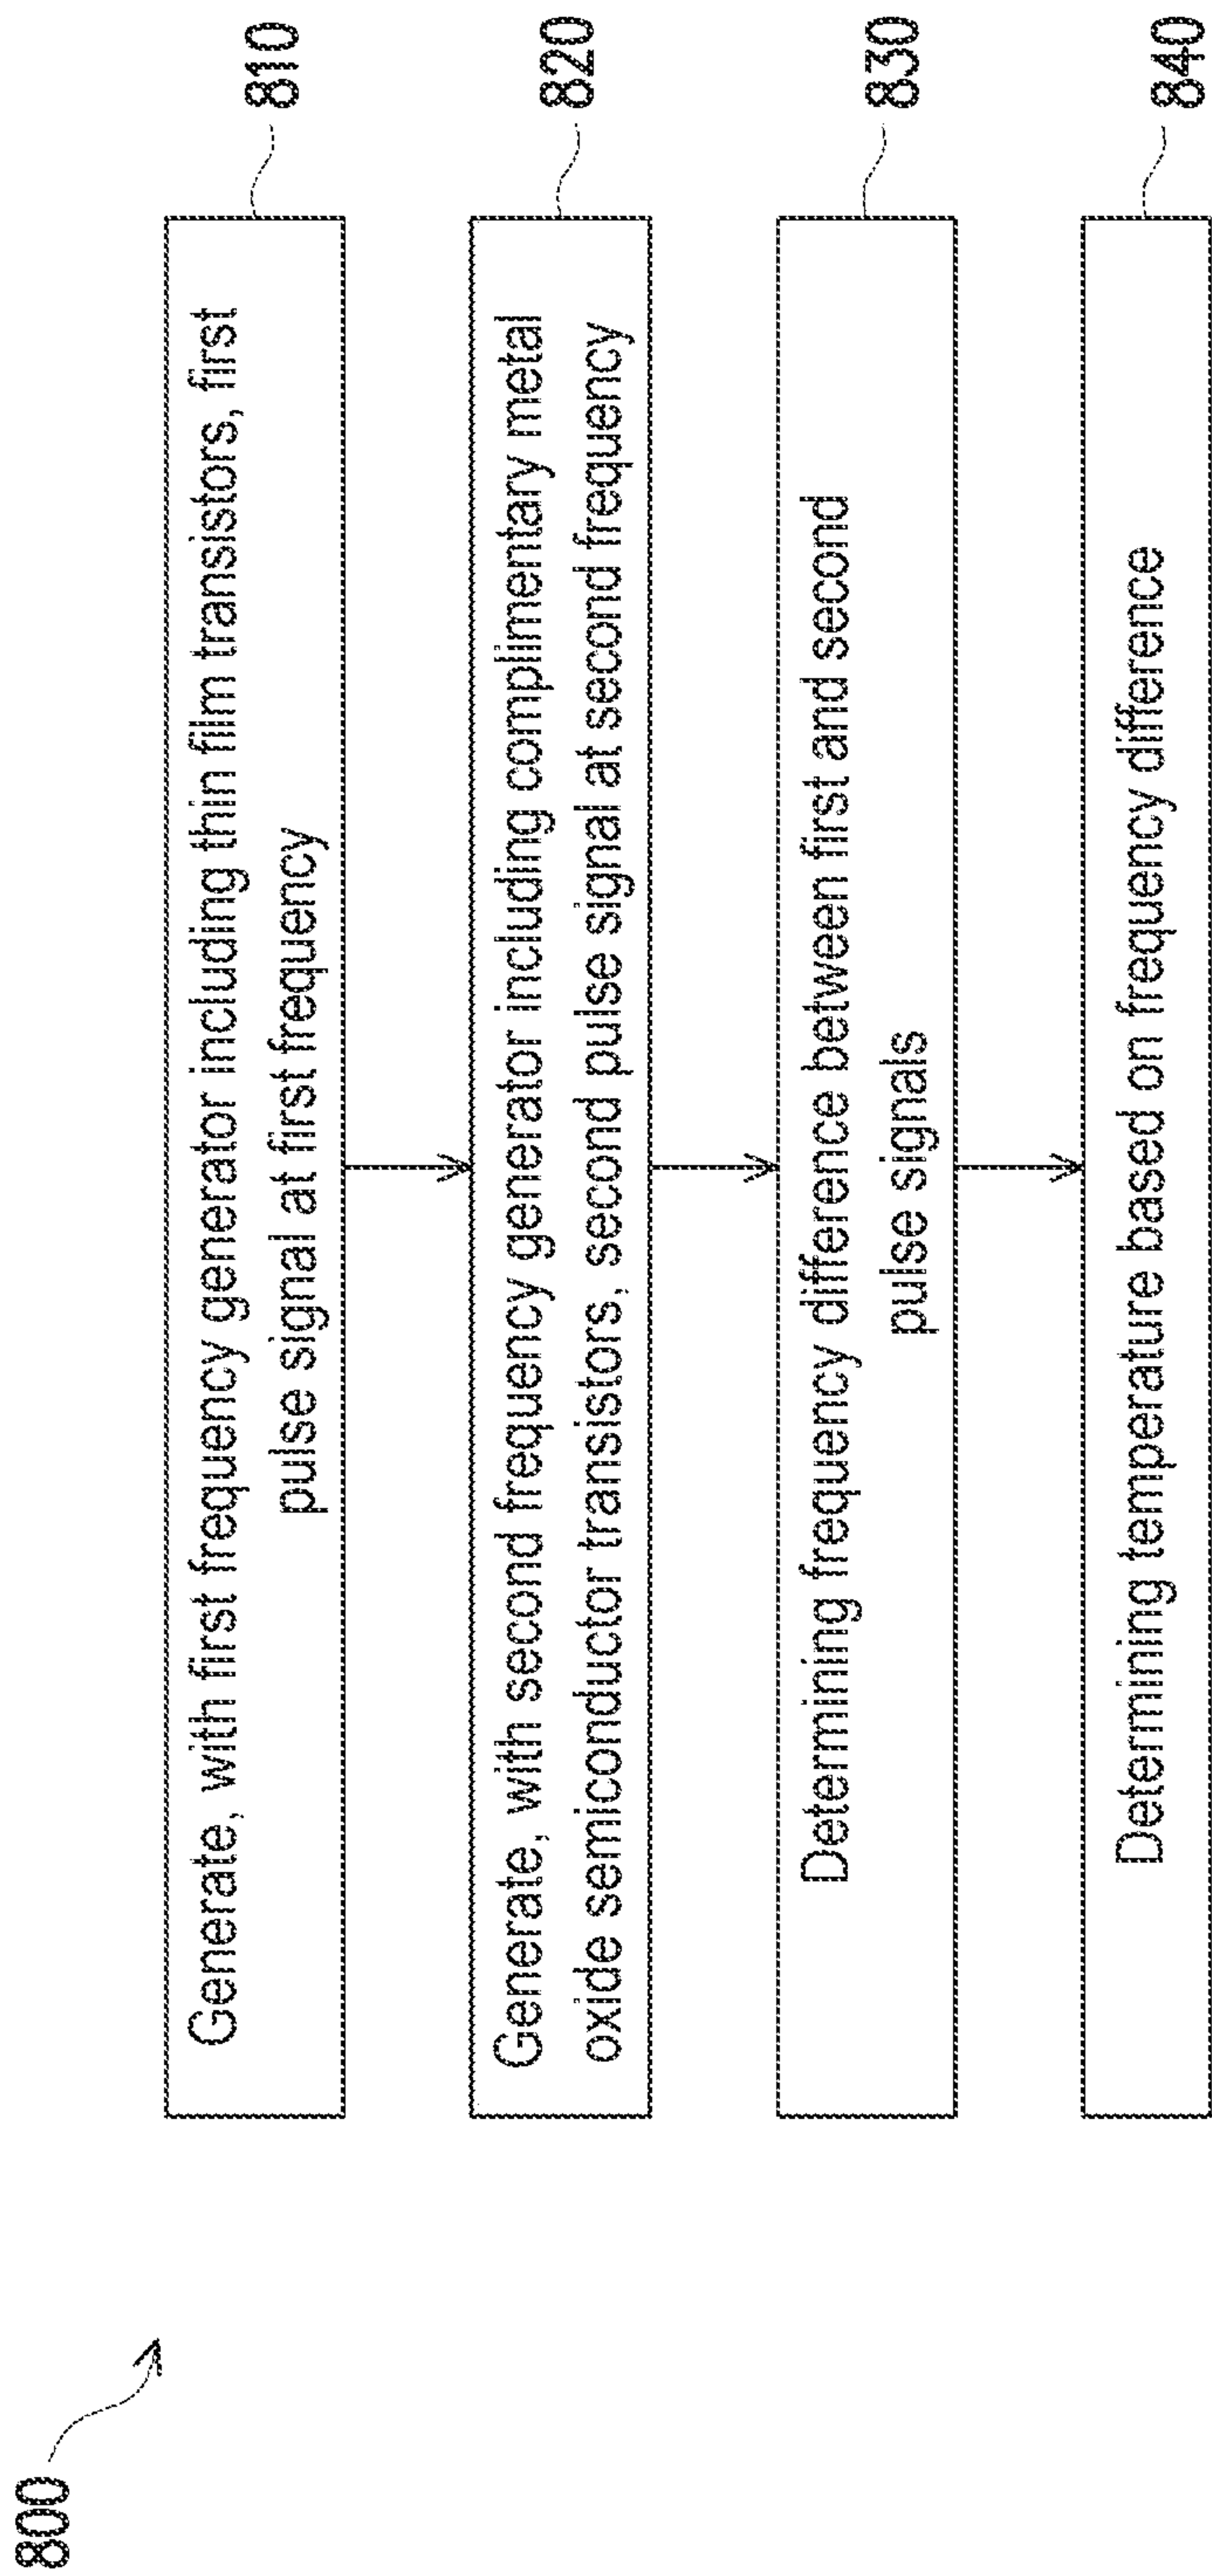 800
Generate, with first frequency generator including thin film transistors, first
pulse signal at first frequency
810
Generate, with second frequency generator including complimentary metal
oxide semiconductor transistors, second pulse signal at second frequency
820
Determining frequency difference between first and second
pulse signals
830
Determining temperature based on frequency difference
840